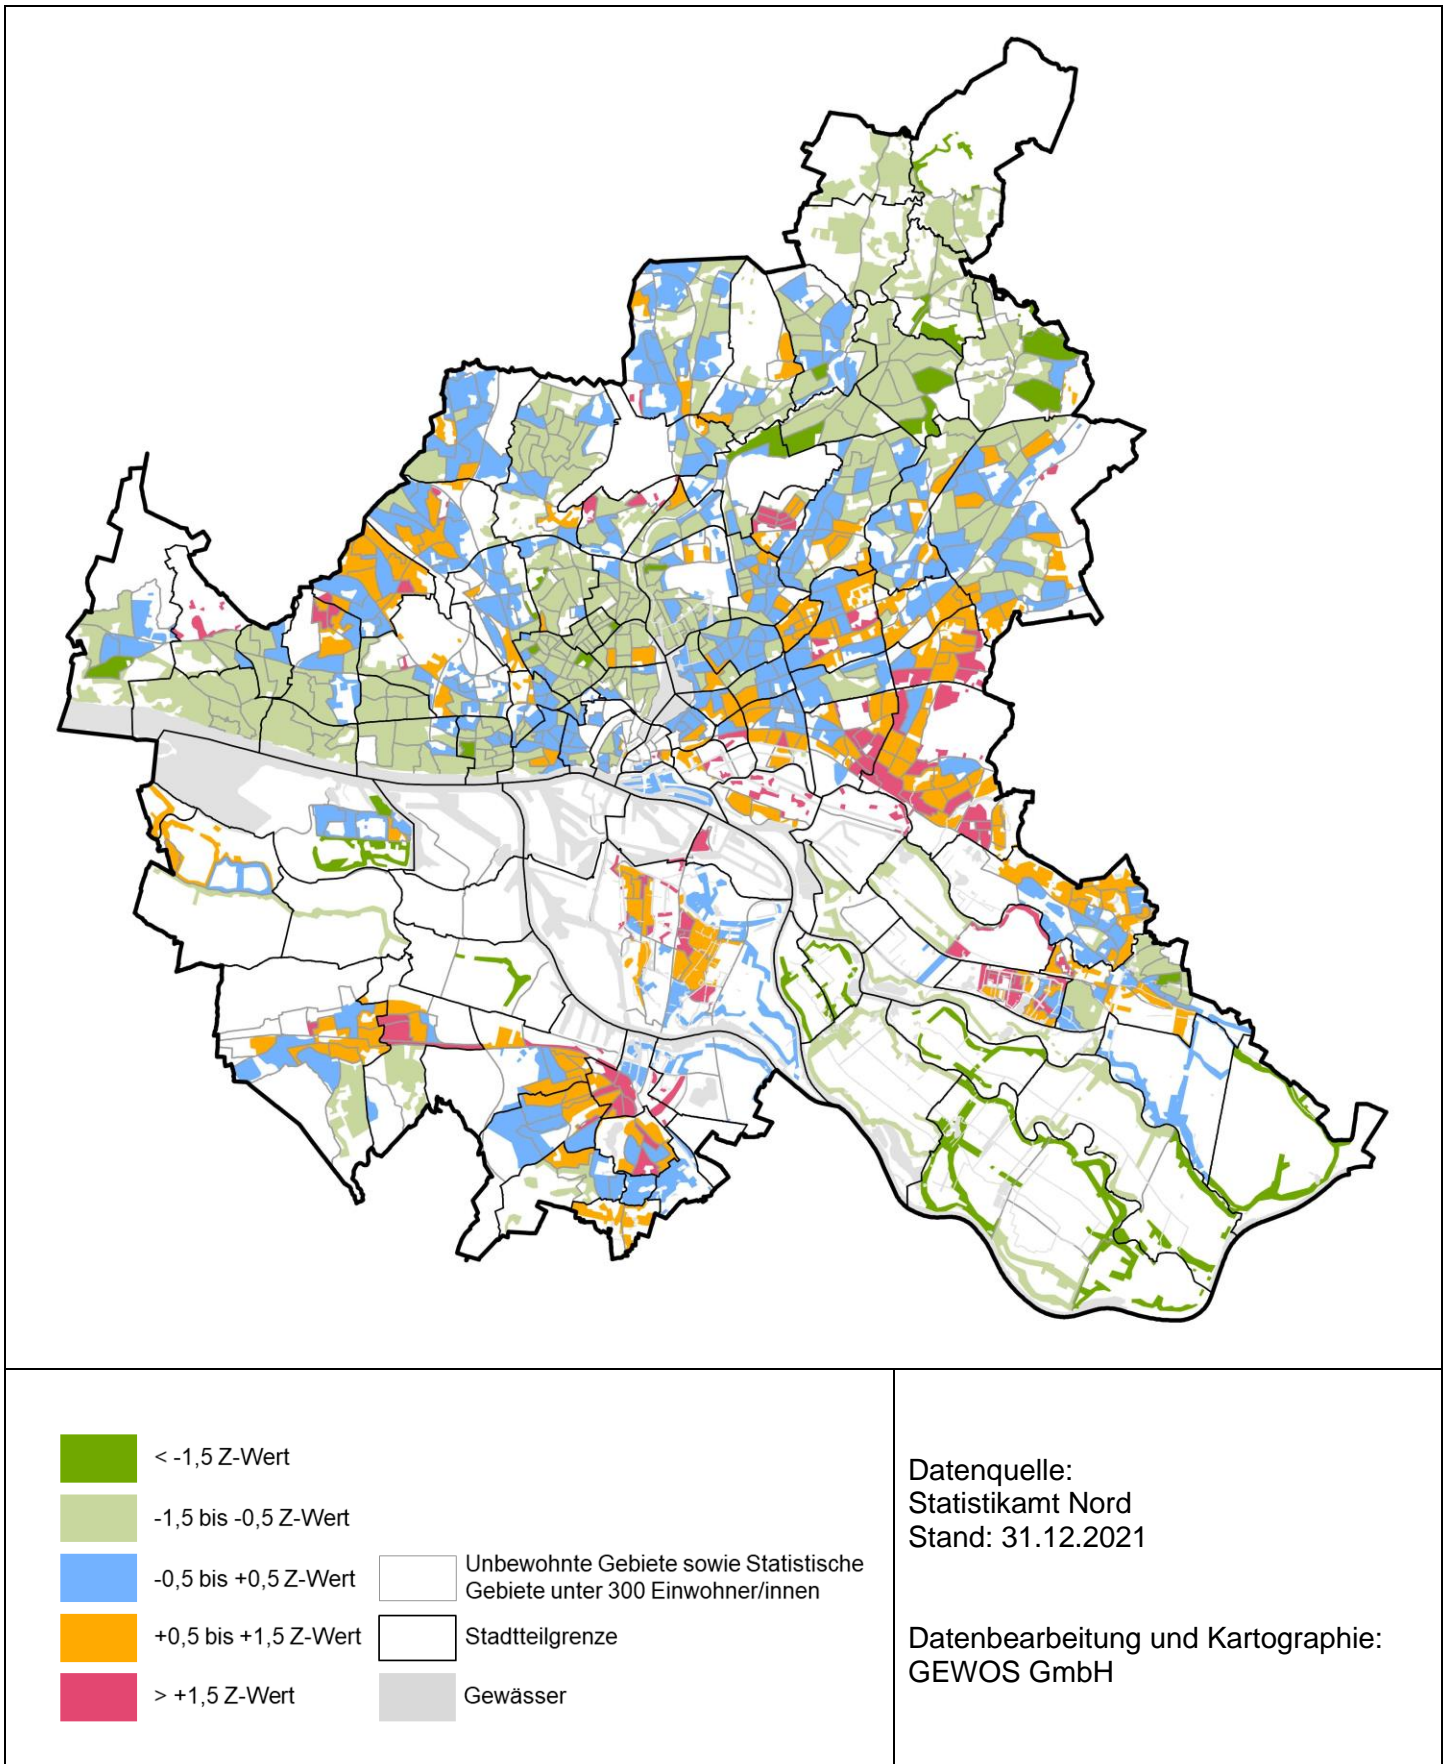 < -1,5 Z-Wert
-1,5 bis -0,5 Z-Wert
-0,5 bis +0,5 Z-Wert
+0,5 bis +1,5 Z-Wert
> +1,5 Z-Wert
Unbewohnte Gebiete sowie Statistische
Gebiete unter 300 Einwohner/innen
Stadtteilgrenze
Gewässer
Datenquelle:
Statistikamt Nord
Stand: 31.12.2021
Datenbearbeitung und Kartographie:
GEWOS GmbH